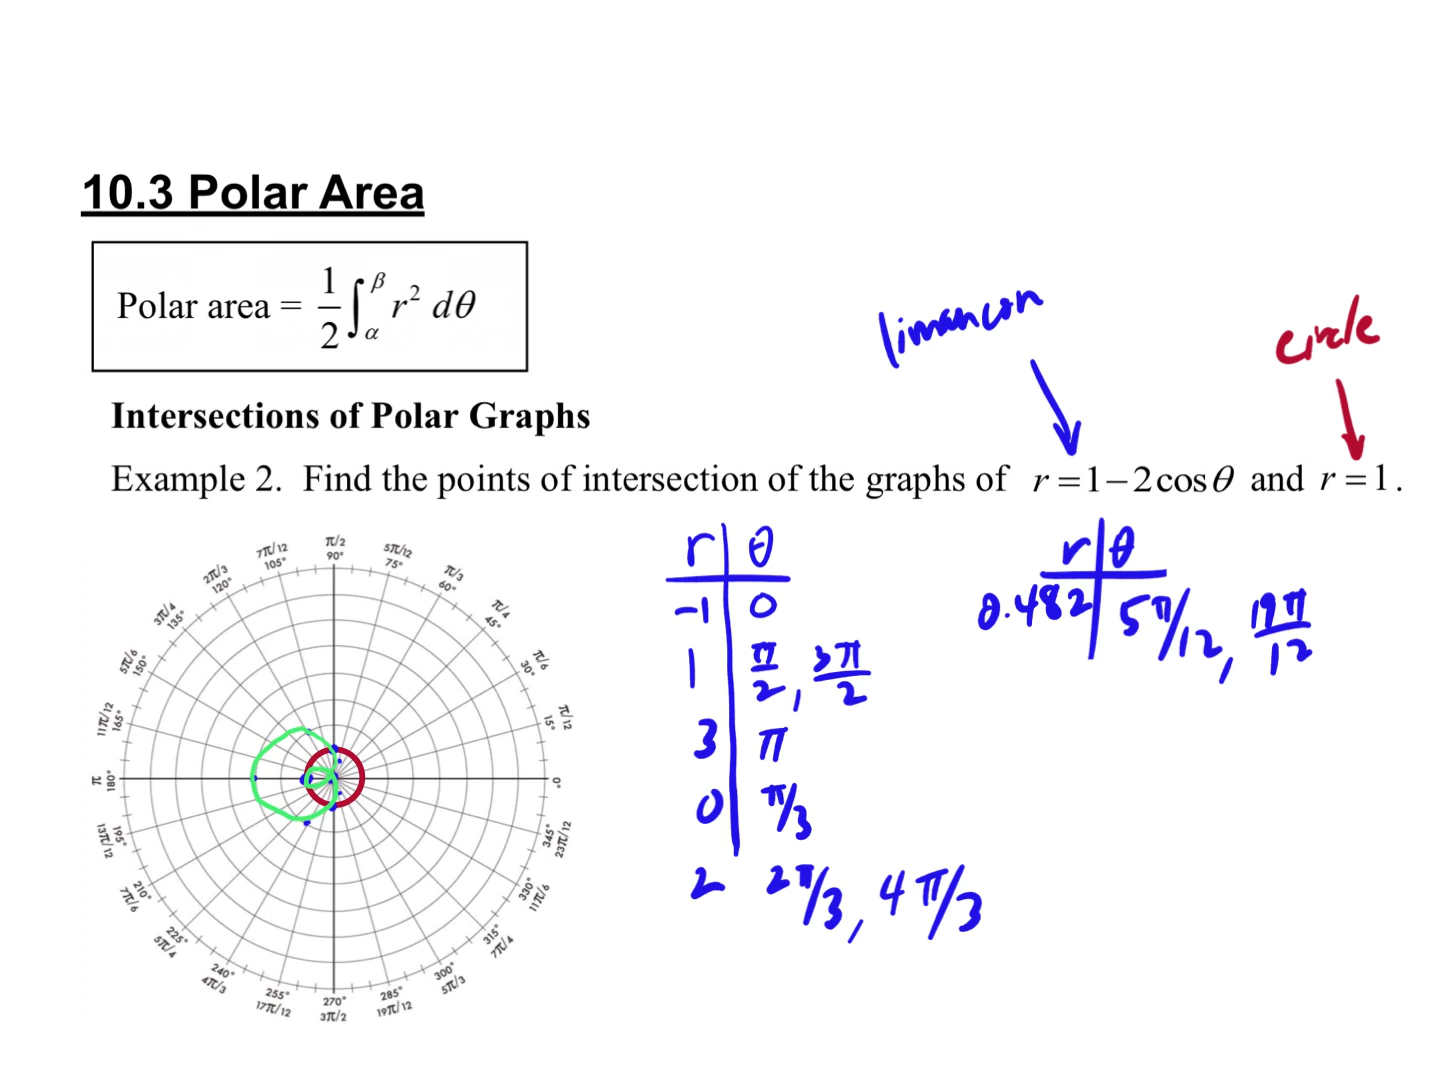 10.3 Polar Area
Polar area = \frac{1}{2}\int_{α}^{β} r² dθ
limancon
circle
Intersections of Polar Graphs
Example 2. Find the points of intersection of the graphs of r = 1 − 2 cos θ and r = 1.
r | θ
-1 | 0
1 | π/2, 3π/2
3 | π
0 | π/3
2 2π/3, 4π/3
r | θ
0.482 | 5π/12, 19π/12
π/2 90°
5π/12 75°
π/3 60°
π/4 45°
π/6 30°
π/12 15°
0°
345° 23π/12
330° 11π/6
315° 7π/4
300° 5π/3
285° 19π/12
270° 3π/2
255° 17π/12
240° 4π/3
225° 5π/4
210° 7π/6
195° 13π/12
π 180°
11π/12 165°
5π/6 150°
3π/4 135°
2π/3 120°
7π/12 105°